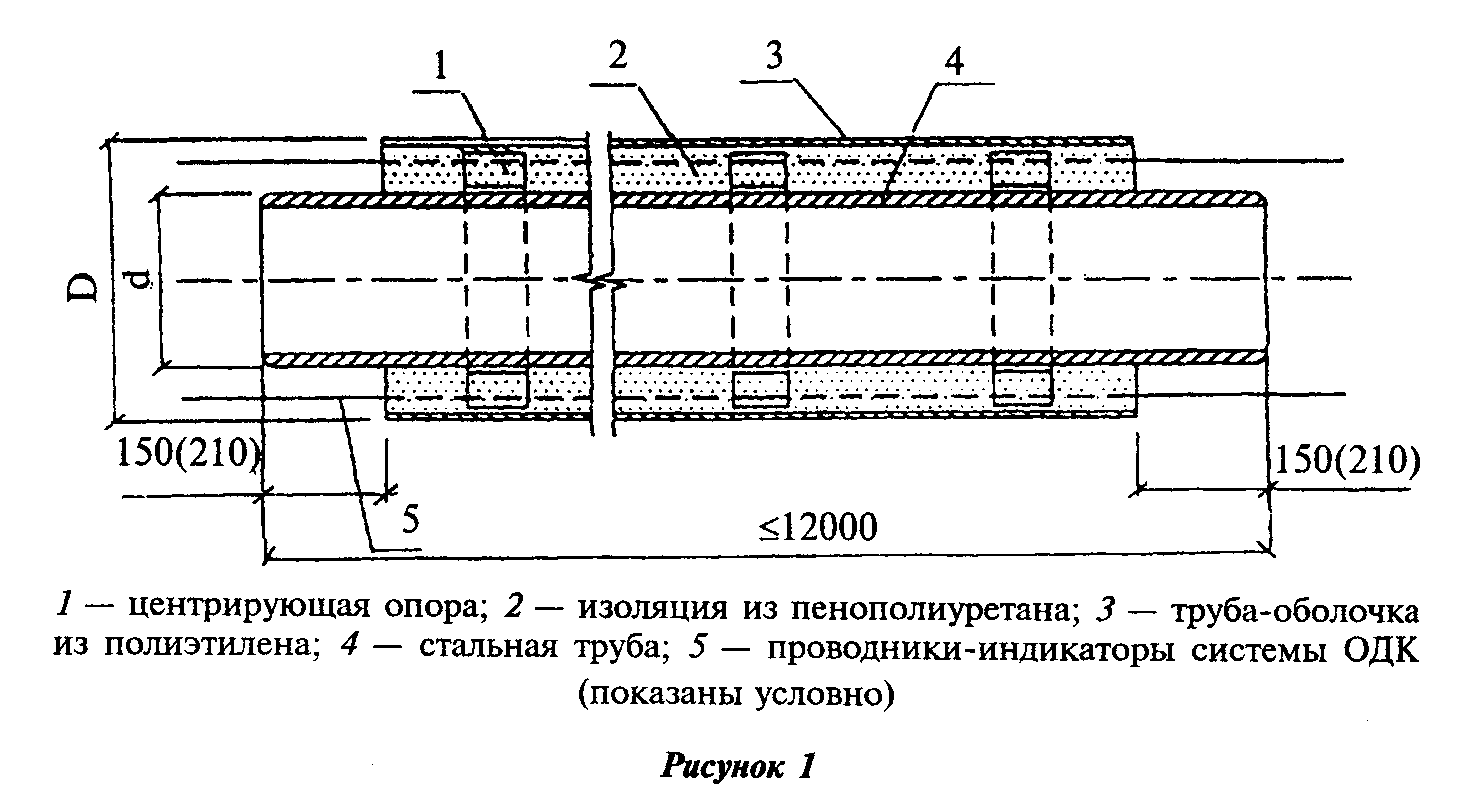 1 2 3 4
D d
150(210) 150(210)
5
≤12000
1 — центрирующая опора; 2 — изоляция из пенополиуретана; 3 — труба-оболочка
из полиэтилена; 4 — стальная труба; 5 — проводники-индикаторы системы ОДК
(показаны условно)
Рисунок 1